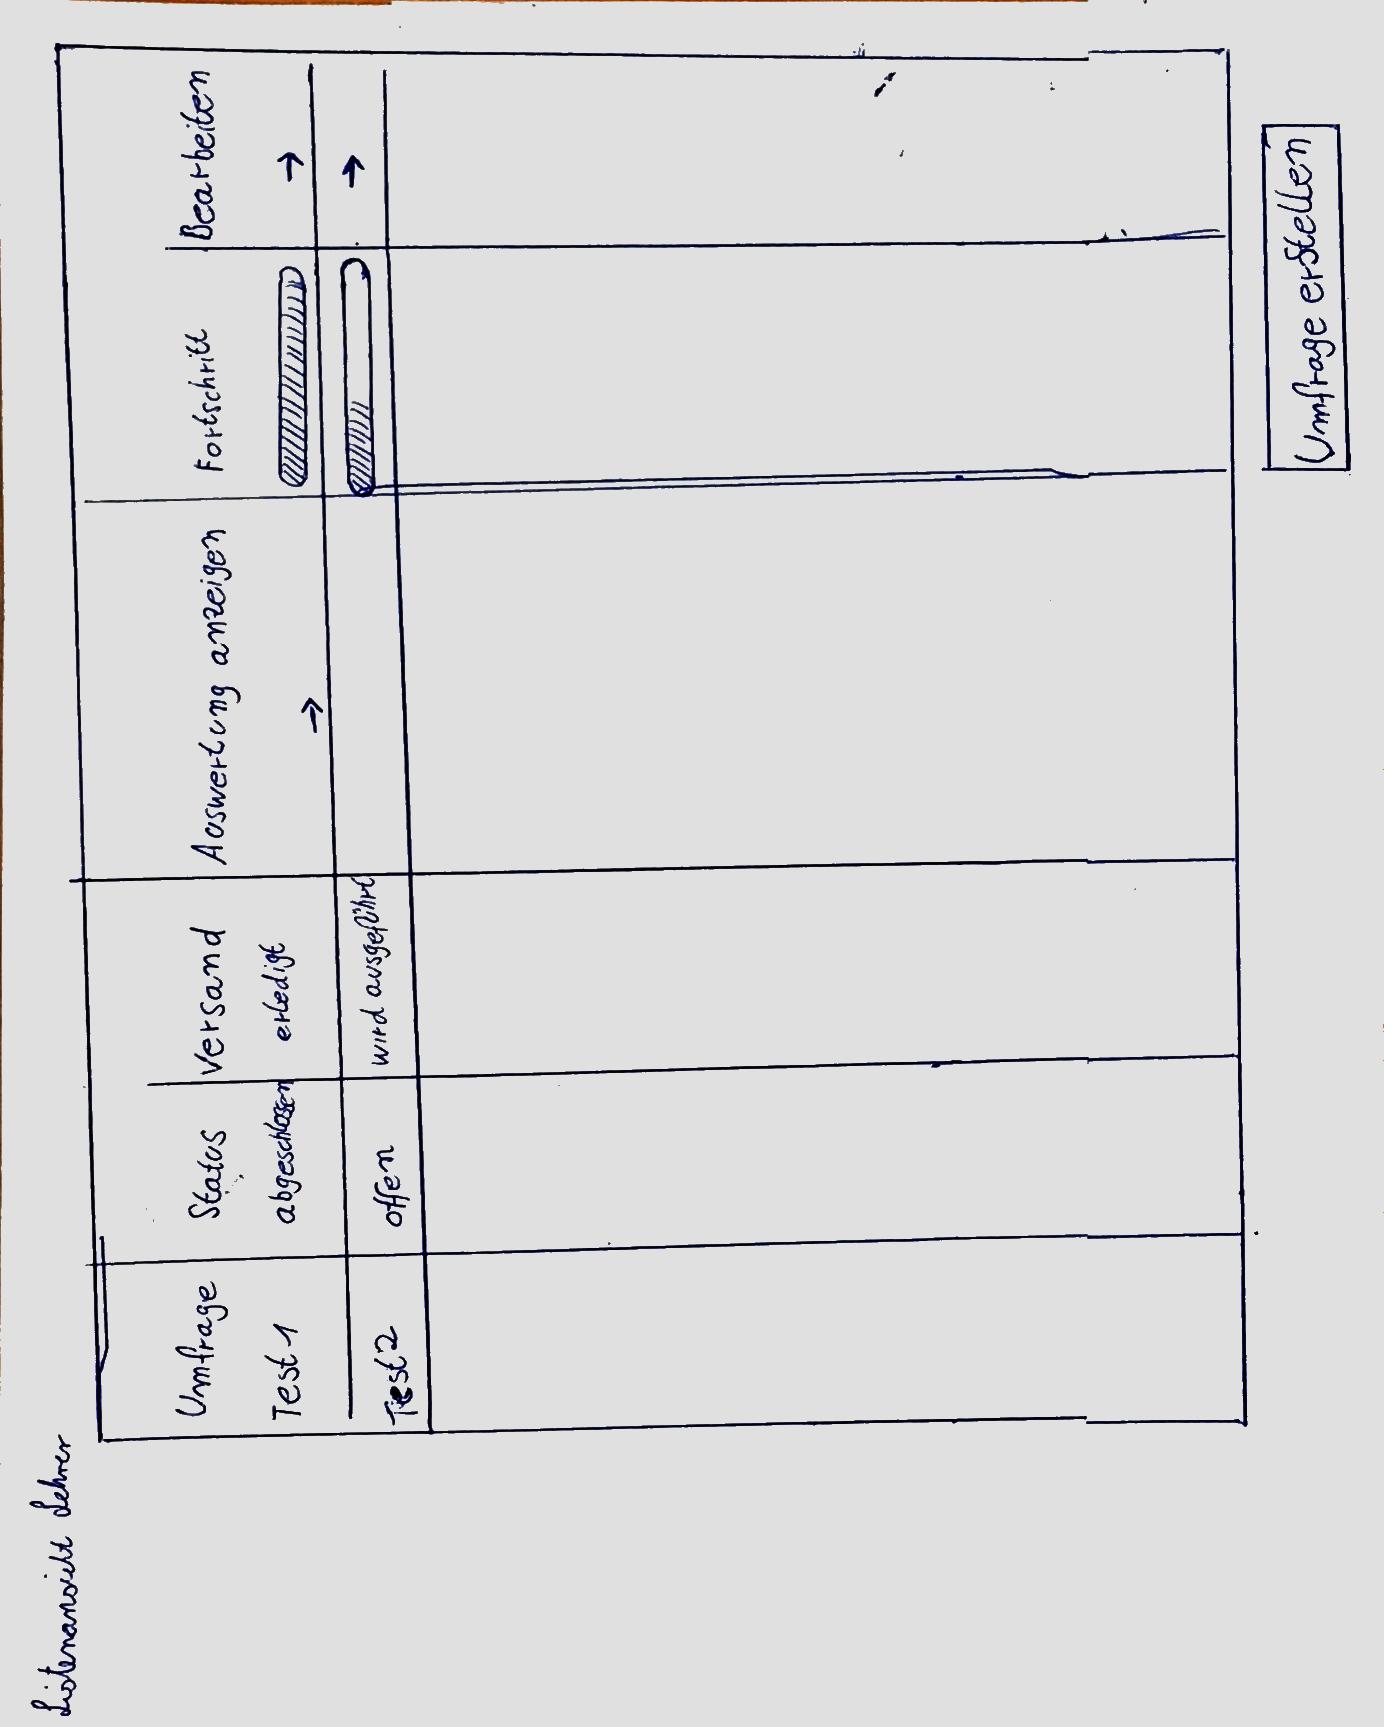 Listenansicht Lehrer
Umfrage Status Versand Auswertung anzeigen Fortschritt Bearbeiten
Test 1 abgeschlossen erledigt → →
Test 2 offen wird ausgeführt →
Umfrage erstellen